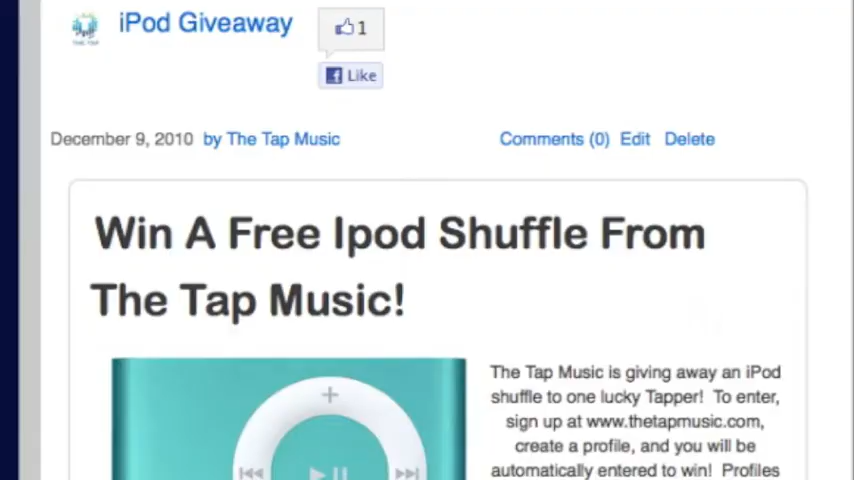 iPod Giveaway
1
Like
December 9, 2010 by The Tap Music
Comments (0) Edit Delete
Win A Free Ipod Shuffle From
The Tap Music!
The Tap Music is giving away an iPod
shuffle to one lucky Tapper! To enter,
sign up at www.thetapmusic.com,
create a profile, and you will be
automatically entered to win! Profiles